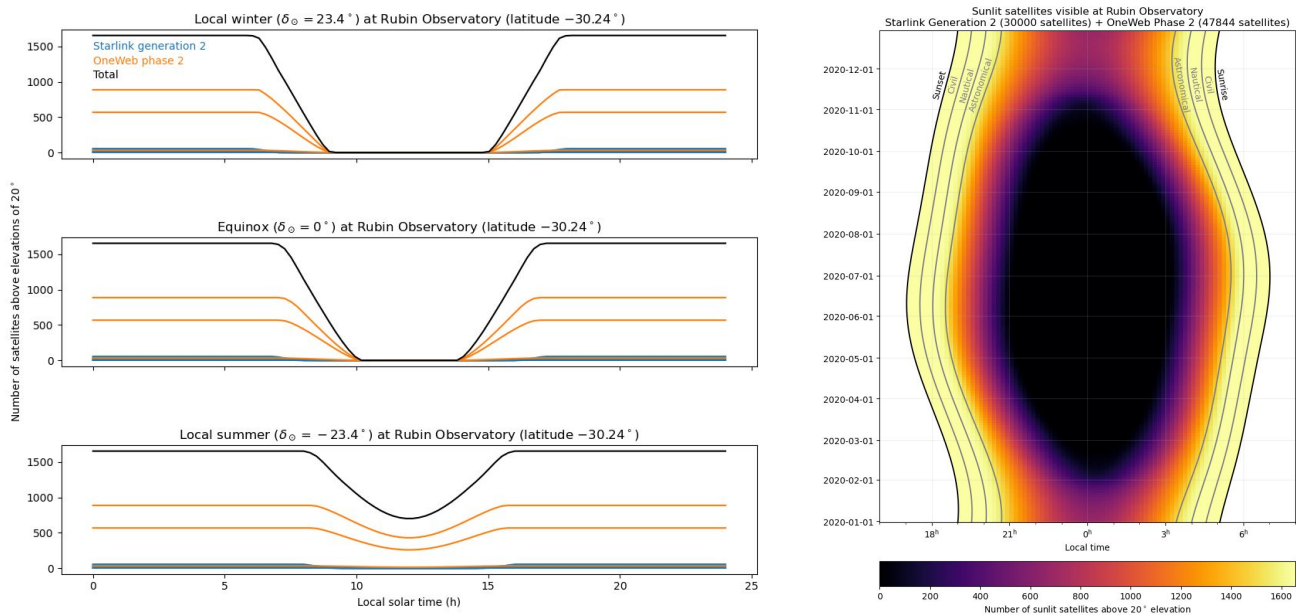 Local winter (δ⊙ = 23.4°) at Rubin Observatory (latitude −30.24°)
1500
1000
500
0
Starlink generation 2
OneWeb phase 2
Total
Equinox (δ⊙ = 0°) at Rubin Observatory (latitude −30.24°)
1500
1000
500
0
Number of satellites above elevations of 20°
Local summer (δ⊙ = −23.4°) at Rubin Observatory (latitude −30.24°)
1500
1000
500
0
0 5 10 15 20 25
Local solar time (h)
Sunlit satellites visible at Rubin Observatory
Starlink Generation 2 (30000 satellites) + OneWeb Phase 2 (47844 satellites)
2020-12-01
2020-11-01
2020-10-01
2020-09-01
2020-08-01
2020-07-01
2020-06-01
2020-05-01
2020-04-01
2020-03-01
2020-02-01
2020-01-01
Sunset
Civil
Nautical
Astronomical
Astronomical
Nautical
Civil
Sunrise
18ʰ 21ʰ 0ʰ 3ʰ 6ʰ
Local time
0 200 400 600 800 1000 1200 1400 1600
Number of sunlit satellites above 20° elevation